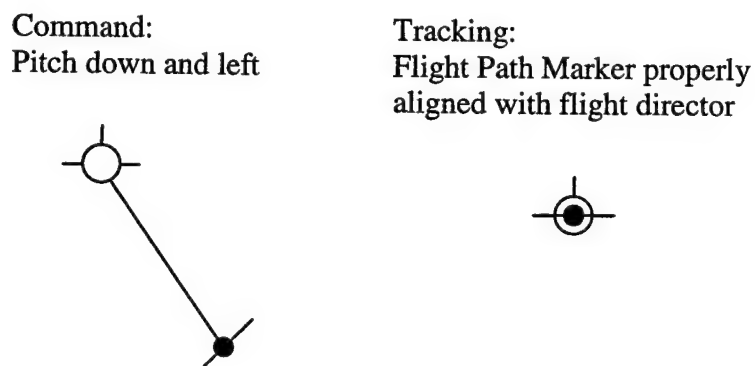 Command:
Pitch down and left
Tracking:
Flight Path Marker properly
aligned with flight director